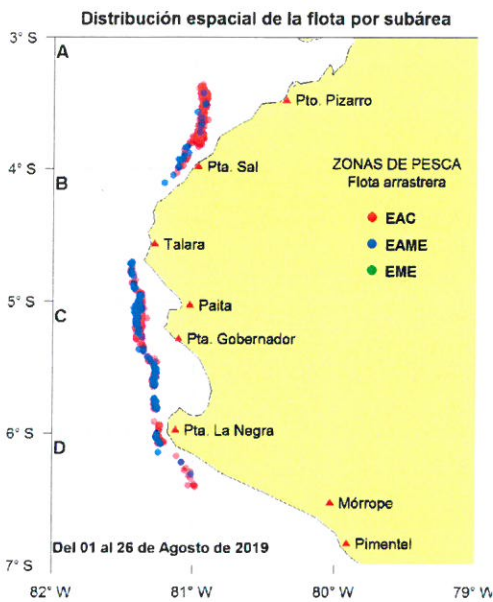 Distribución espacial de la flota por subárea
3° S
A
Pto. Pizarro
4° S
Pta. Sal
B
ZONAS DE PESCA
Flota arrastrera
EAC
EAME
EME
Talara
5° S
C
Paita
Pta. Gobernador
6° S
Pta. La Negra
D
Mórrope
Pimentel
Del 01 al 26 de Agosto de 2019
7° S
82° W
81° W
80° W
79° W